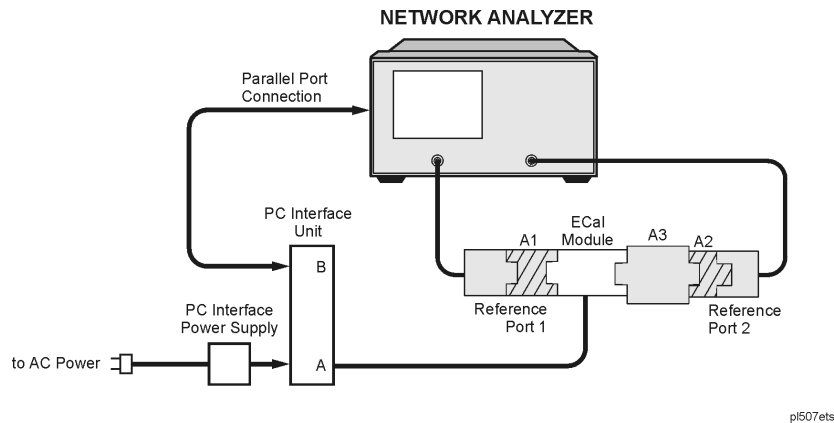 NETWORK ANALYZER
Parallel Port
Connection
PC Interface
Unit
B
A1
ECal
Module
A3
A2
Reference
Port 1
Reference
Port 2
PC Interface
Power Supply
to AC Power
A
pl507ets